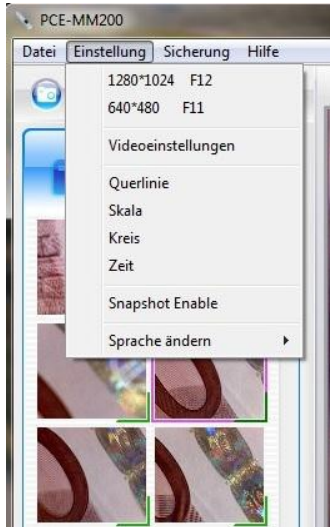 PCE-MM200
Datei Einstellung Sicherung Hilfe
1280*1024 F12
640*480 F11
Videoeinstellungen
Querlinie
Skala
Kreis
Zeit
Snapshot Enable
Sprache ändern